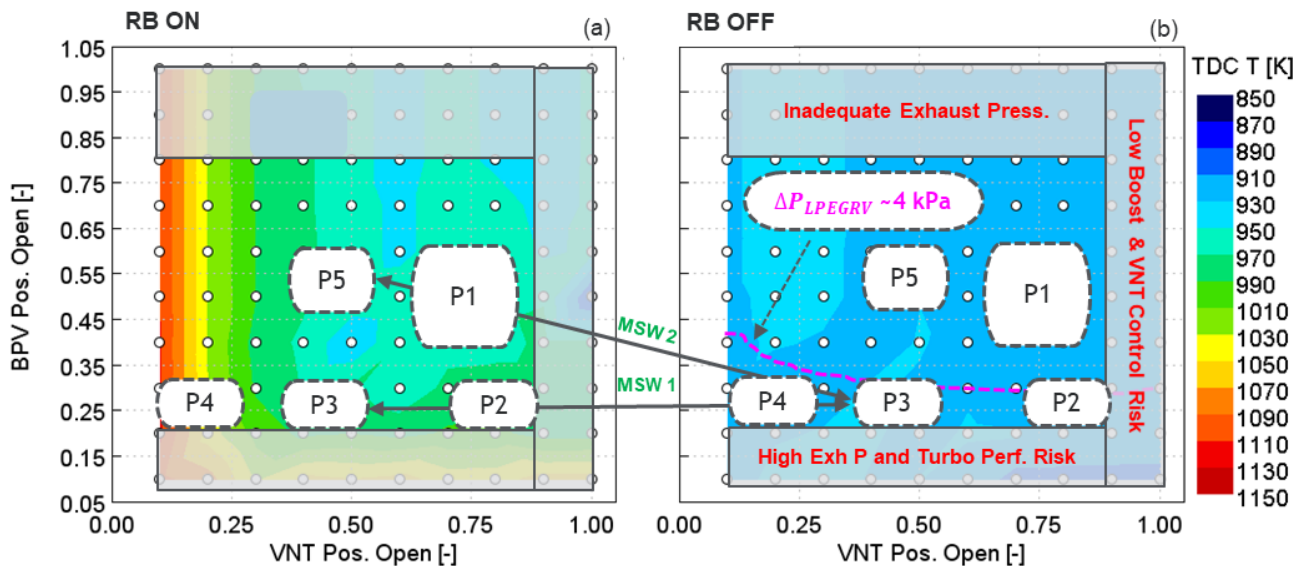 RB ON
(a)
RB OFF
(b)
1.05
0.95
0.85
0.75
0.65
0.55
0.45
0.35
0.25
0.15
0.05
BPV Pos. Open [-]
P5
P1
P4
P3
P2
0.00
0.25
0.50
0.75
1.00
VNT Pos. Open [-]
MSW 2
MSW 1
Inadequate Exhaust Press.
ΔP_LPEGRV ~4 kPa
P5
P1
P4
P3
P2
High Exh P and Turbo Perf. Risk
Low Boost & VNT Control Risk
0.00
0.25
0.50
0.75
1.00
VNT Pos. Open [-]
TDC T [K]
850
870
890
910
930
950
970
990
1010
1030
1050
1070
1090
1110
1130
1150